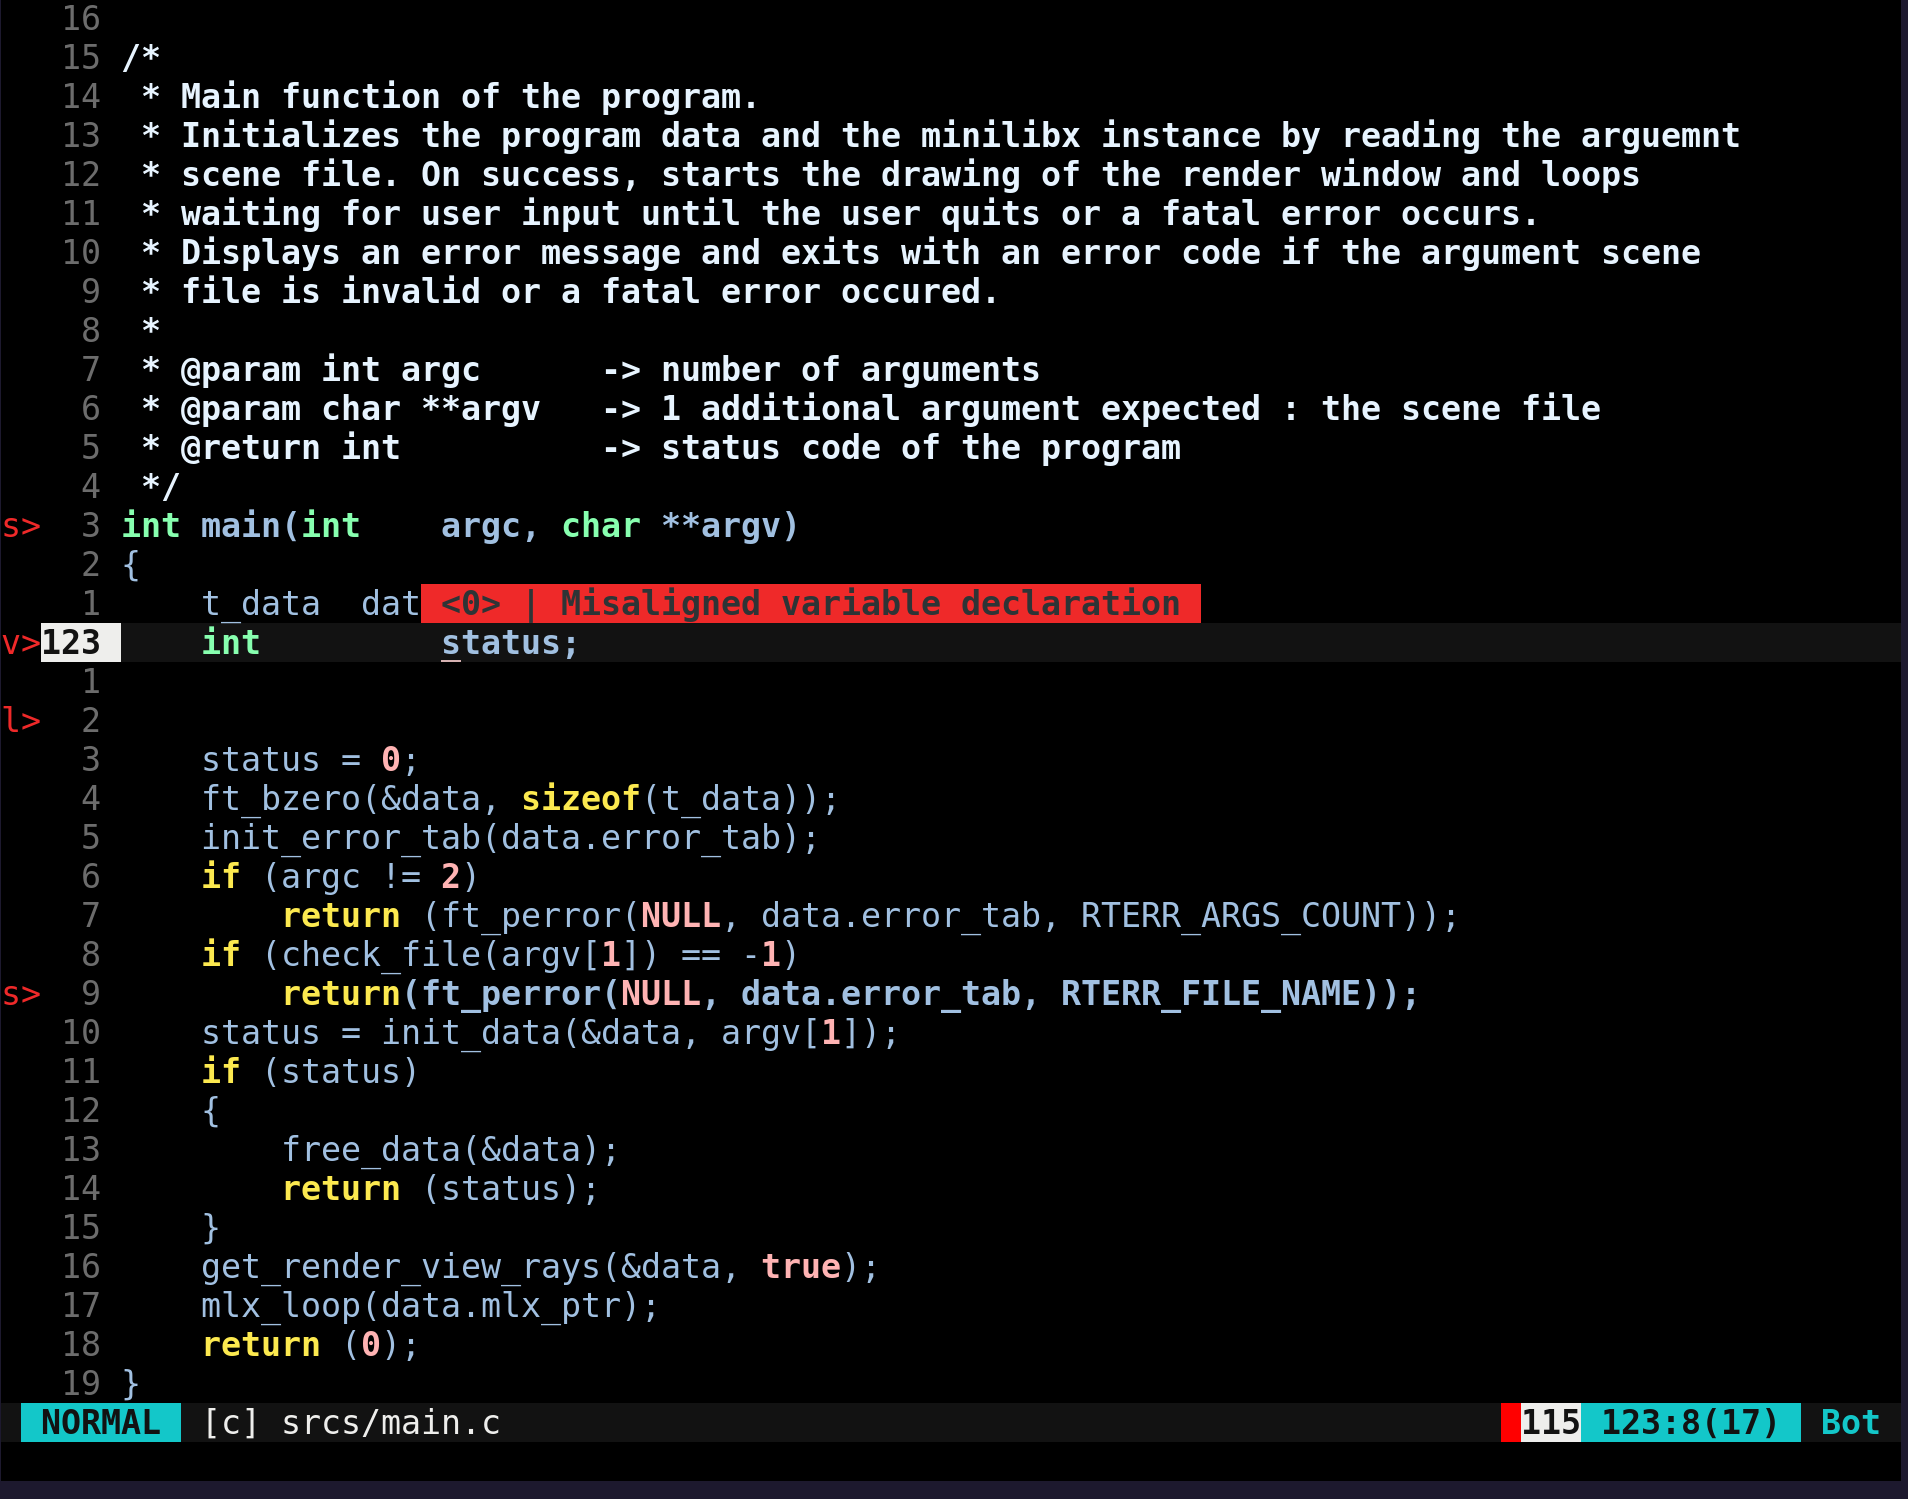 16
15 /*
14  * Main function of the program.
13  * Initializes the program data and the minilibx instance by reading the arguemnt
12  * scene file. On success, starts the drawing of the render window and loops
11  * waiting for user input until the user quits or a fatal error occurs.
10  * Displays an error message and exits with an error code if the argument scene
9  * file is invalid or a fatal error occured.
8  *
7  * @param int argc      -> number of arguments
6  * @param char **argv   -> 1 additional argument expected : the scene file
5  * @return int          -> status code of the program
4  */
s> 3 int main(int    argc, char **argv)
2 {
1     t_data  dat <0> | Misaligned variable declaration
v>123     int         status;
1
l> 2
3     status = 0;
4     ft_bzero(&data, sizeof(t_data));
5     init_error_tab(data.error_tab);
6     if (argc != 2)
7         return (ft_perror(NULL, data.error_tab, RTERR_ARGS_COUNT));
8     if (check_file(argv[1]) == -1)
s> 9         return(ft_perror(NULL, data.error_tab, RTERR_FILE_NAME));
10     status = init_data(&data, argv[1]);
11     if (status)
12     {
13         free_data(&data);
14         return (status);
15     }
16     get_render_view_rays(&data, true);
17     mlx_loop(data.mlx_ptr);
18     return (0);
19 }
NORMAL [c] srcs/main.c 115 123:8(17) Bot